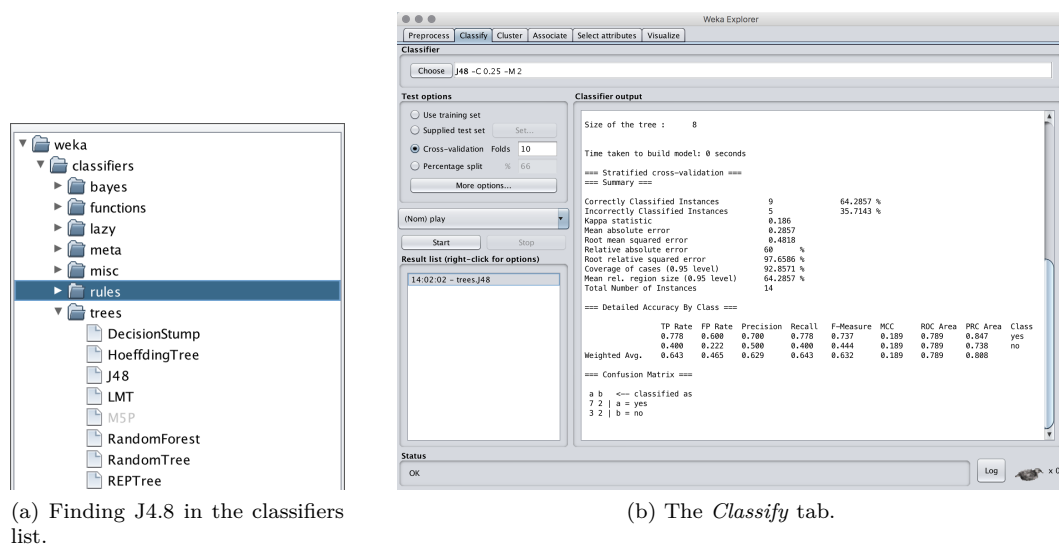 weka
classifiers
bayes
functions
lazy
meta
misc
rules
trees
DecisionStump
HoeffdingTree
J48
LMT
M5P
RandomForest
RandomTree
REPTree
(a) Finding J4.8 in the classifiers
list.
Weka Explorer
Preprocess Classify Cluster Associate Select attributes Visualize
Classifier
Choose J48 -C 0.25 -M 2
Test options
Use training set
Supplied test set Set...
Cross-validation Folds 10
Percentage split % 66
More options...
(Nom) play
Start Stop
Result list (right-click for options)
14:02:02 - trees.J48
Classifier output
Size of the tree : 8
Time taken to build model: 0 seconds
=== Stratified cross-validation ===
=== Summary ===
Correctly Classified Instances 9 64.2857 %
Incorrectly Classified Instances 5 35.7143 %
Kappa statistic 0.186
Mean absolute error 0.2857
Root mean squared error 0.4818
Relative absolute error 60 %
Root relative squared error 97.6586 %
Coverage of cases (0.95 level) 92.8571 %
Mean rel. region size (0.95 level) 64.2857 %
Total Number of Instances 14
=== Detailed Accuracy By Class ===
TP Rate FP Rate Precision Recall F-Measure MCC ROC Area PRC Area Class
0.778 0.600 0.700 0.778 0.737 0.189 0.789 0.847 yes
0.400 0.222 0.500 0.400 0.444 0.189 0.789 0.738 no
Weighted Avg. 0.643 0.465 0.629 0.643 0.632 0.189 0.789 0.808
=== Confusion Matrix ===
a b <-- classified as
7 2 | a = yes
3 2 | b = no
Status
OK
Log
x 0
(b) The Classify tab.